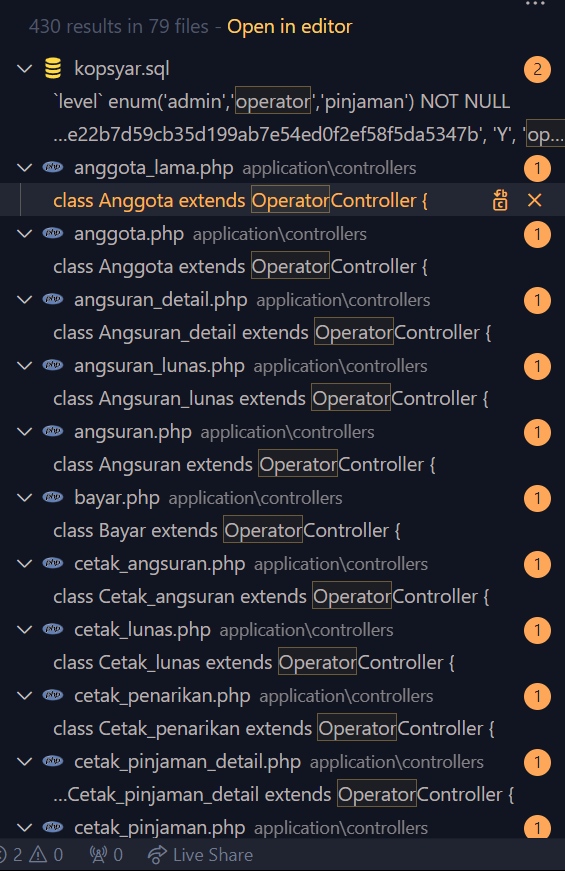 430 results in 79 files - Open in editor
kopsyar.sql 2
`level` enum('admin','operator','pinjaman') NOT NULL
...e22b7d59cb35d199ab7e54ed0f2ef58f5da5347b', 'Y', 'op...
anggota_lama.php application\controllers 1
class Anggota extends OperatorController {
anggota.php application\controllers 1
class Anggota extends OperatorController {
angsuran_detail.php application\controllers 1
class Angsuran_detail extends OperatorController {
angsuran_lunas.php application\controllers 1
class Angsuran_lunas extends OperatorController {
angsuran.php application\controllers 1
class Angsuran extends OperatorController {
bayar.php application\controllers 1
class Bayar extends OperatorController {
cetak_angsuran.php application\controllers 1
class Cetak_angsuran extends OperatorController {
cetak_lunas.php application\controllers 1
class Cetak_lunas extends OperatorController {
cetak_penarikan.php application\controllers 1
class Cetak_penarikan extends OperatorController {
cetak_pinjaman_detail.php application\controllers 1
...Cetak_pinjaman_detail extends OperatorController {
cetak_pinjaman.php application\controllers 1
2 0 0 Live Share